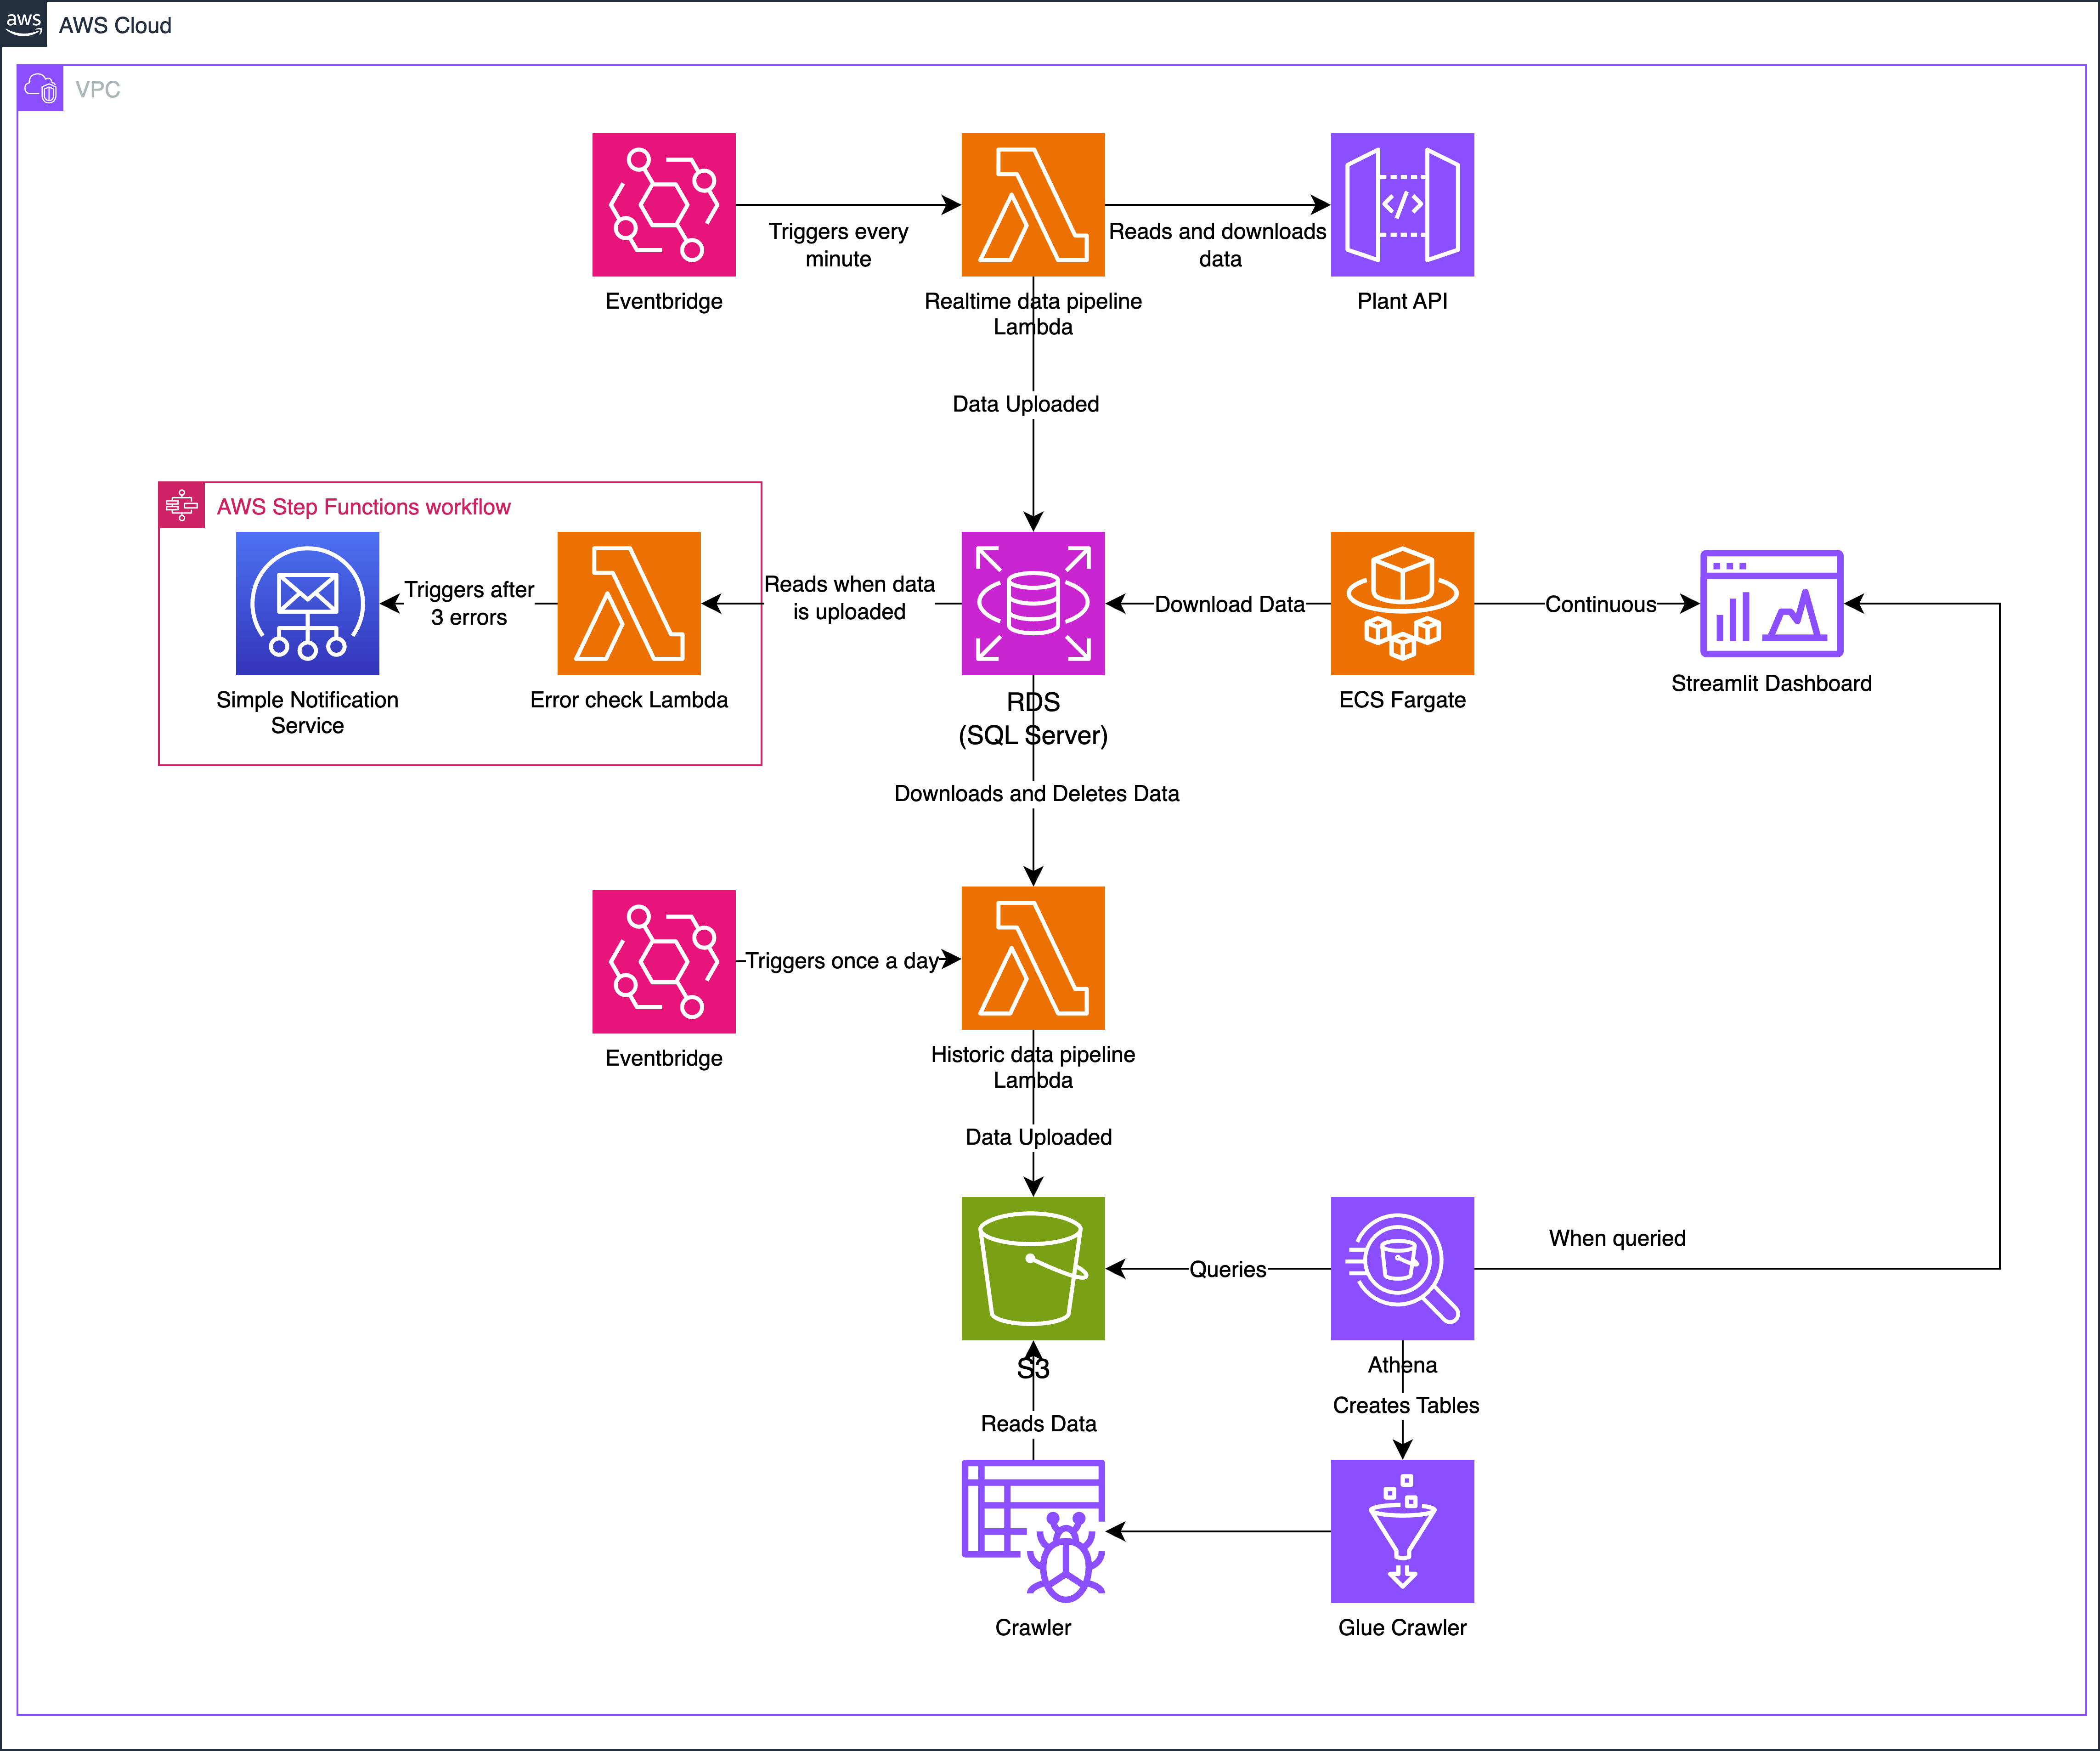 aws
AWS Cloud
VPC
Triggers every
minute
Reads and downloads
data
Eventbridge
Realtime data pipeline
Lambda
Plant API
Data Uploaded
AWS Step Functions workflow
Triggers after
3 errors
Reads when data
is uploaded
Download Data
Continuous
Simple Notification
Service
Error check Lambda
RDS
(SQL Server)
ECS Fargate
Streamlit Dashboard
Downloads and Deletes Data
Triggers once a day
Eventbridge
Historic data pipeline
Lambda
Data Uploaded
Queries
When queried
S3
Athena
Reads Data
Creates Tables
Crawler
Glue Crawler